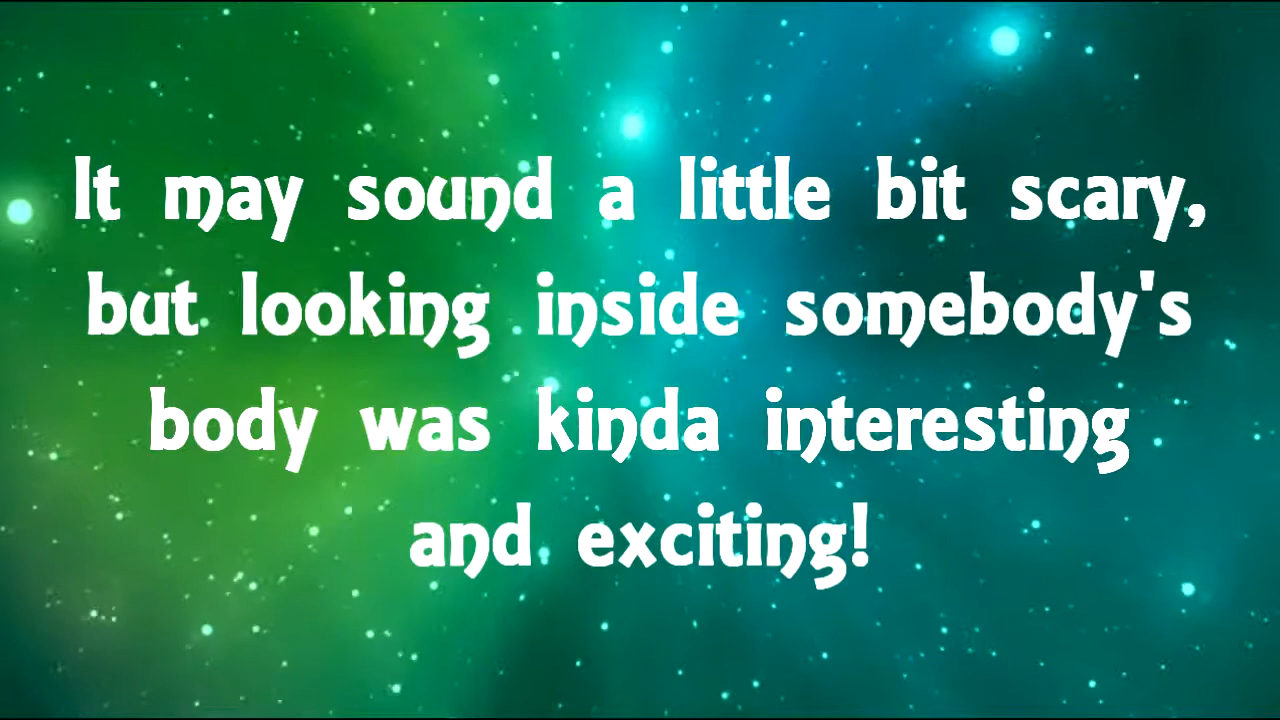 It may sound a little bit scary,
but looking inside somebody's
body was kinda interesting
and exciting!